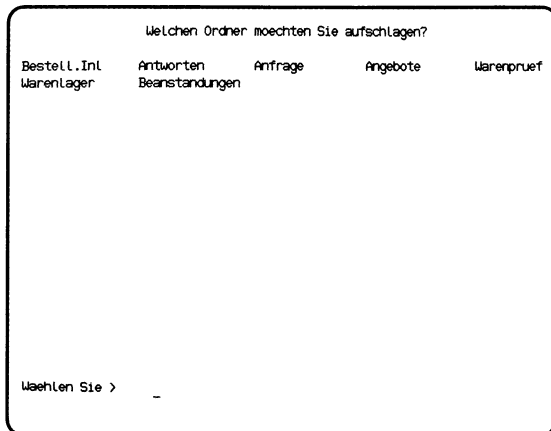 Welchen Ordner moechten Sie aufschlagen?
Bestell.Inl Antworten Anfrage Angebote Warenpruef
Warenlager Beanstandungen
Waehlen Sie > _